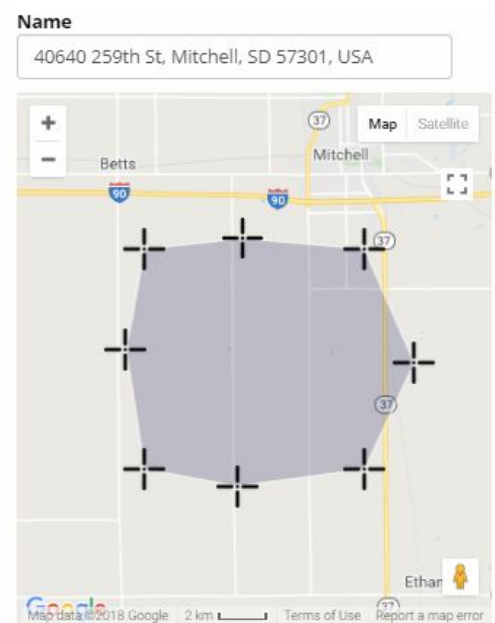 Name
40640 259th St, Mitchell, SD 57301, USA
+
37
Map
Satellite
−
Betts
Mitchell
90
90
37
37
Ethan
Google
37
Map data ©2018 Google
2 km
Terms of Use
Report a map error